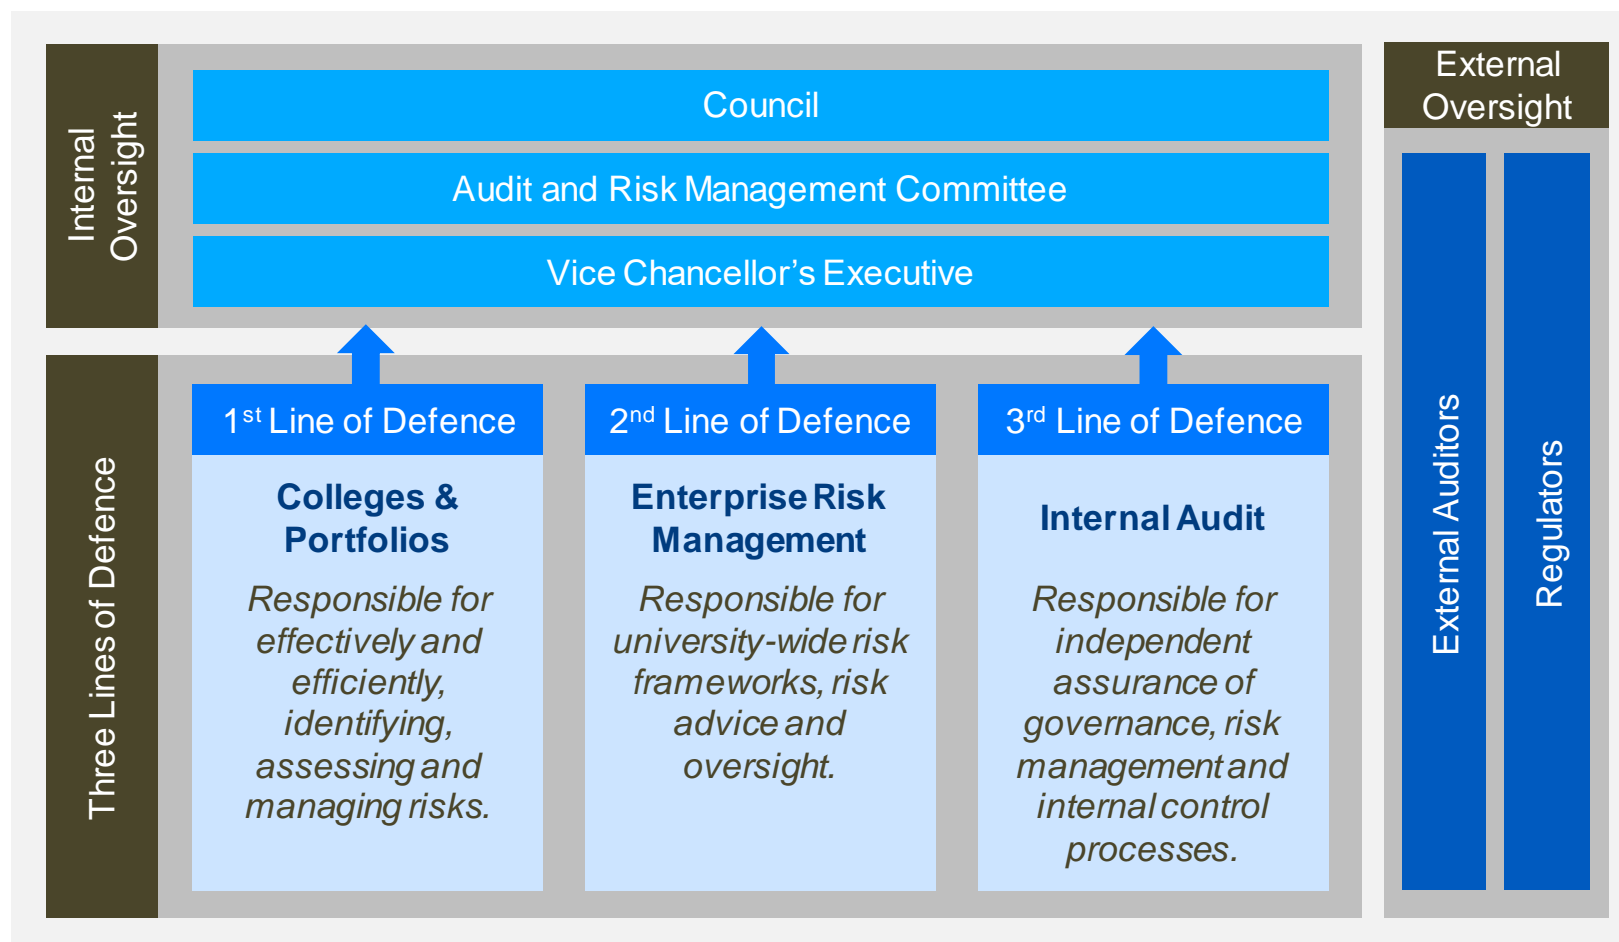 Internal
Oversight
Council
Audit and Risk Management Committee
Vice Chancellor’s Executive
Three Lines of Defence
1st Line of Defence
Colleges &
Portfolios
Responsible for
effectively and
efficiently,
identifying,
assessing and
managing risks.
2nd Line of Defence
Enterprise Risk
Management
Responsible for
university-wide risk
frameworks, risk
advice and
oversight.
3rd Line of Defence
Internal Audit
Responsible for
independent
assurance of
governance, risk
management and
internal control
processes.
External
Oversight
External Auditors
Regulators